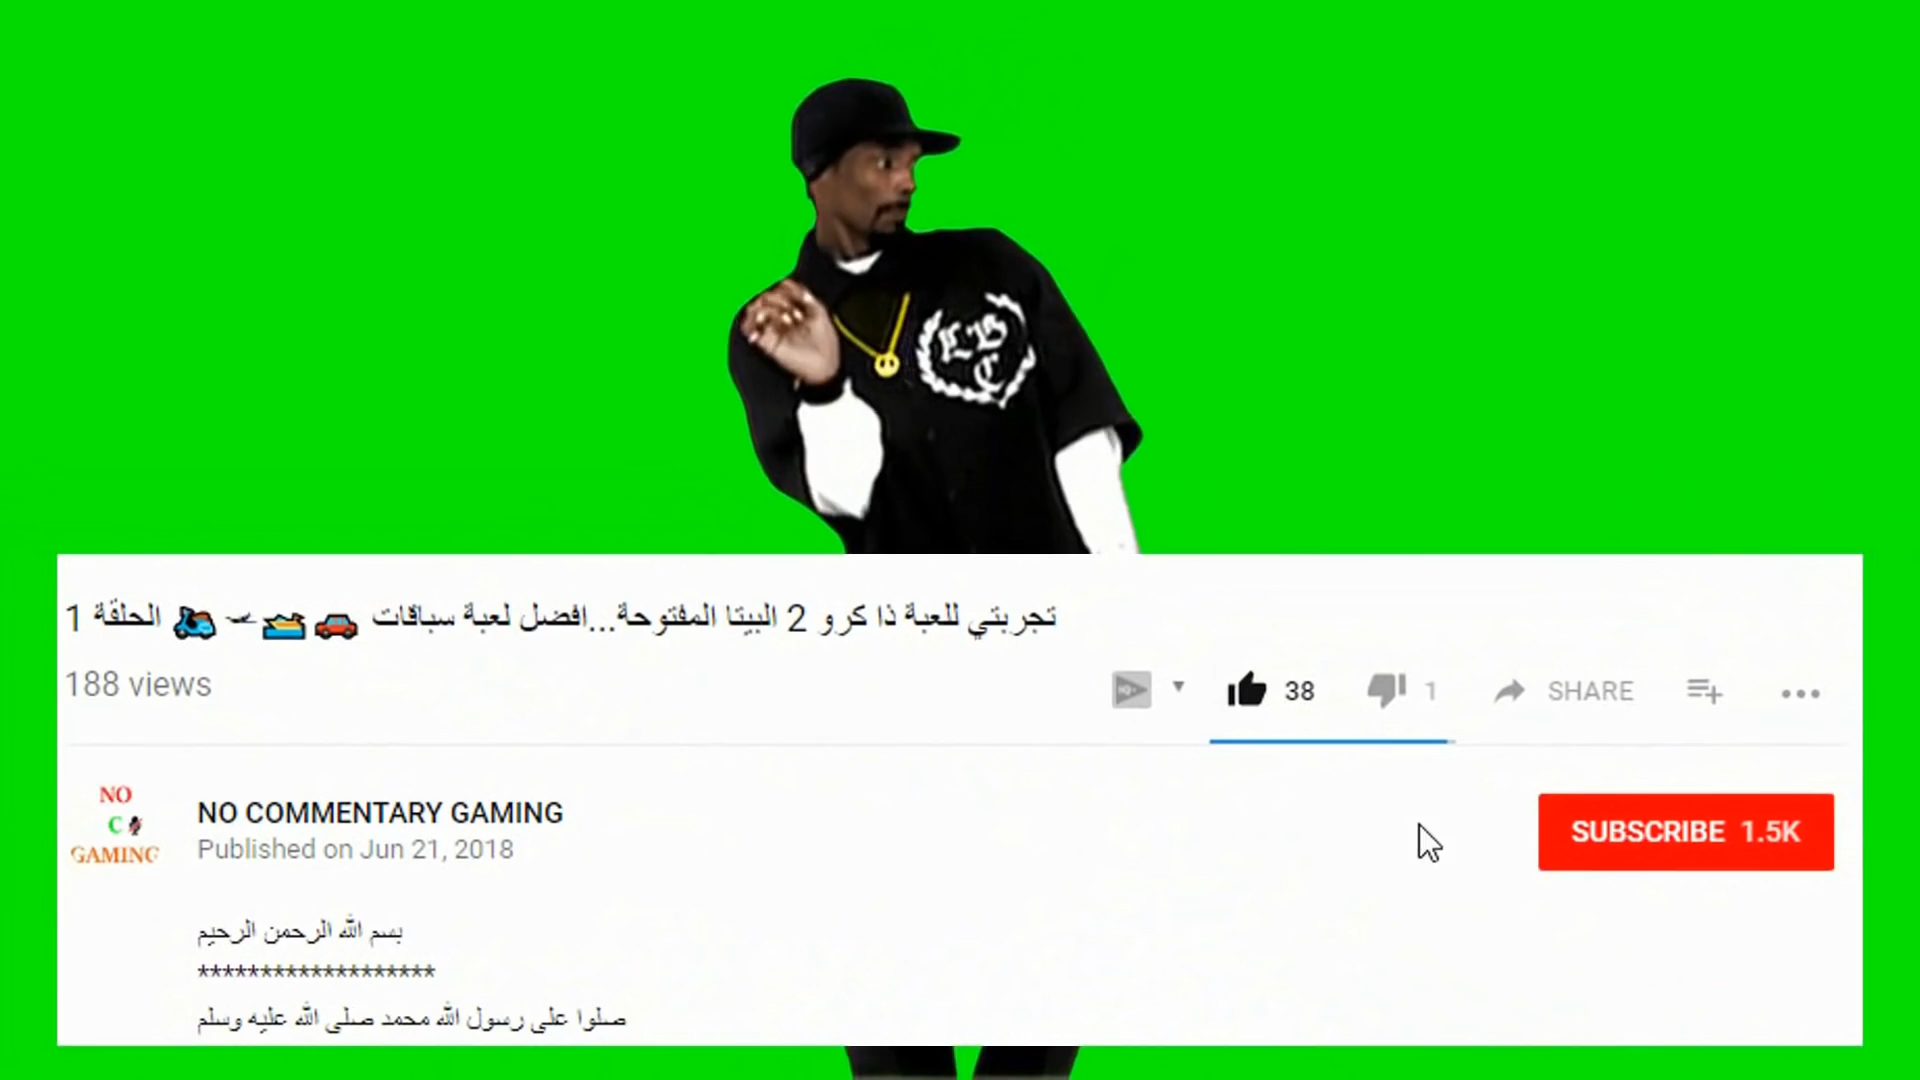 LBC
تجربتي للعبة ذا كرو 2 البيتا المفتوحة...افضل لعبة سباقات 🚗🚤🛩🛵 الحلقة 1
188 views
38
1
SHARE
NO
C
GAMING
NO COMMENTARY GAMING
Published on Jun 21, 2018
SUBSCRIBE 1.5K
بسم الله الرحمن الرحيم
*******************
صلوا على رسول الله محمد صلى الله عليه وسلم